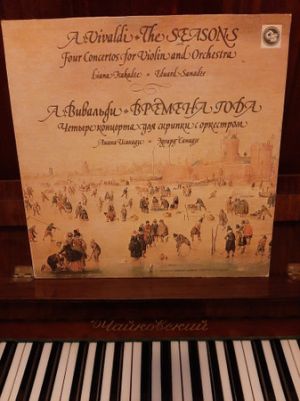 A. Vivaldi • The SEASONS
Four Concertos for Violin and Orchestra
Liana Isakadze • Eduard Sanadze
А. Вивальди • ВРЕМЕНА ГОДА
Четыре концерта для скрипки с оркестром
Лиана Исакадзе • Эдуард Санадзе
Чайковский